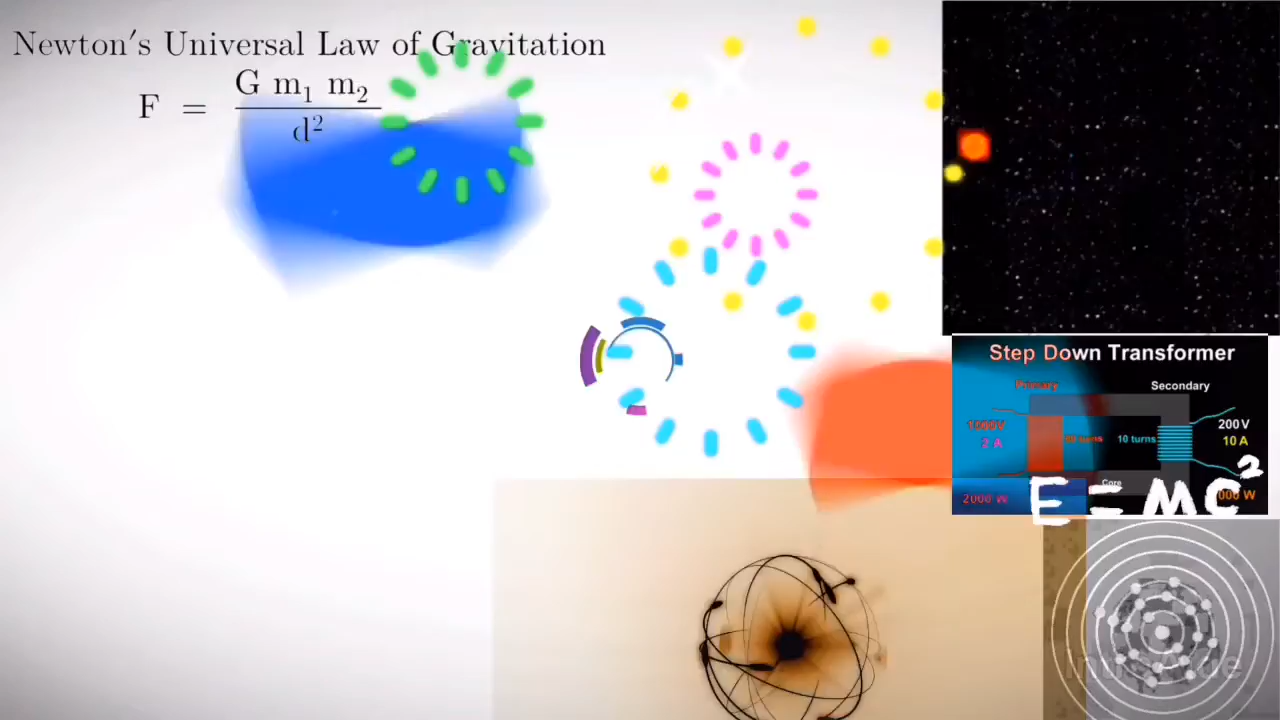 Newton's Universal Law of Gravitation
F = G m₁ m₂
d²
Step Down Transformer
Primary Secondary
1000V 200V
2 A 10 A
10 turns
Core
2000 W
E = MC²